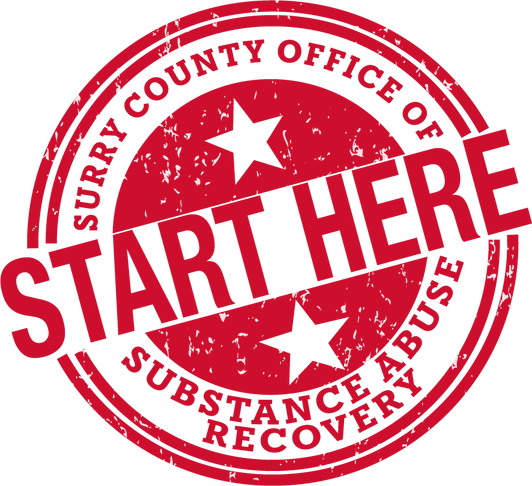 SURRY COUNTY OFFICE OF
START HERE
SUBSTANCE ABUSE
RECOVERY